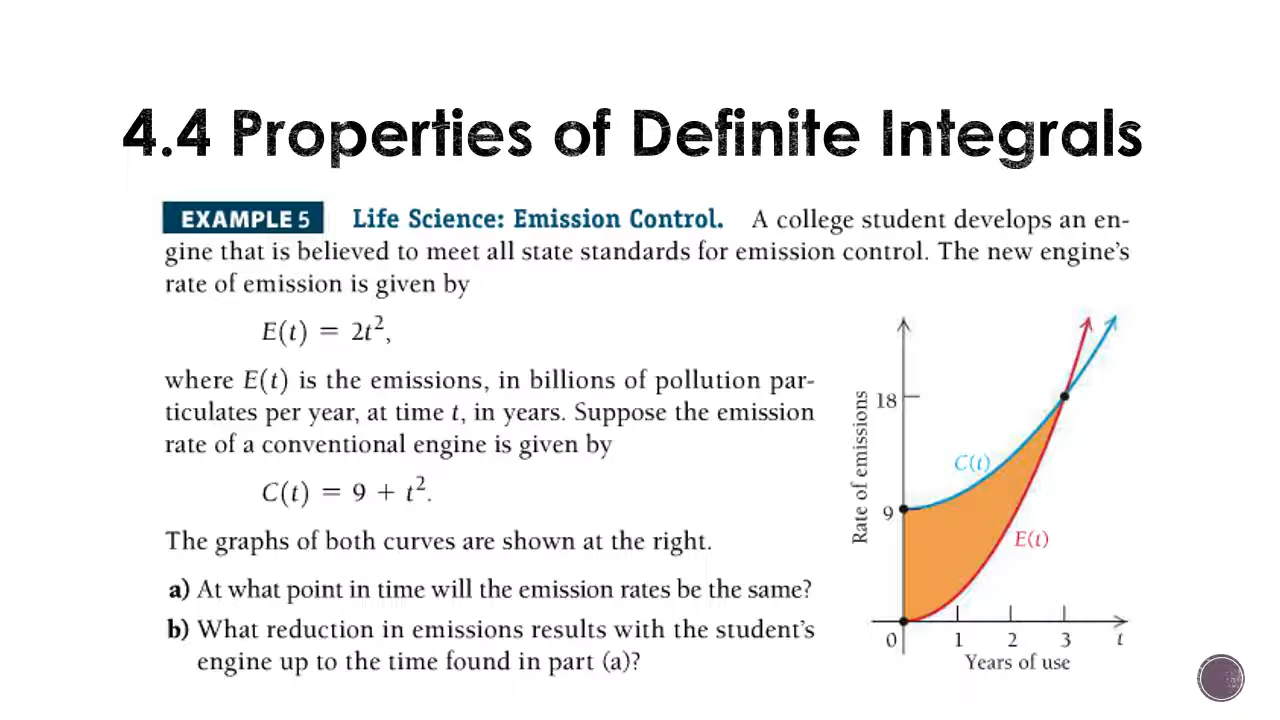 4.4 Properties of Definite Integrals
EXAMPLE 5 Life Science: Emission Control. A college student develops an en-
gine that is believed to meet all state standards for emission control. The new engine's
rate of emission is given by
E(t) = 2t²,
where E(t) is the emissions, in billions of pollution par-
ticulates per year, at time t, in years. Suppose the emission
rate of a conventional engine is given by
C(t) = 9 + t².
The graphs of both curves are shown at the right.
a) At what point in time will the emission rates be the same?
b) What reduction in emissions results with the student's
engine up to the time found in part (a)?
Rate of emissions
18
9
C(t)
E(t)
0 1 2 3 t
Years of use